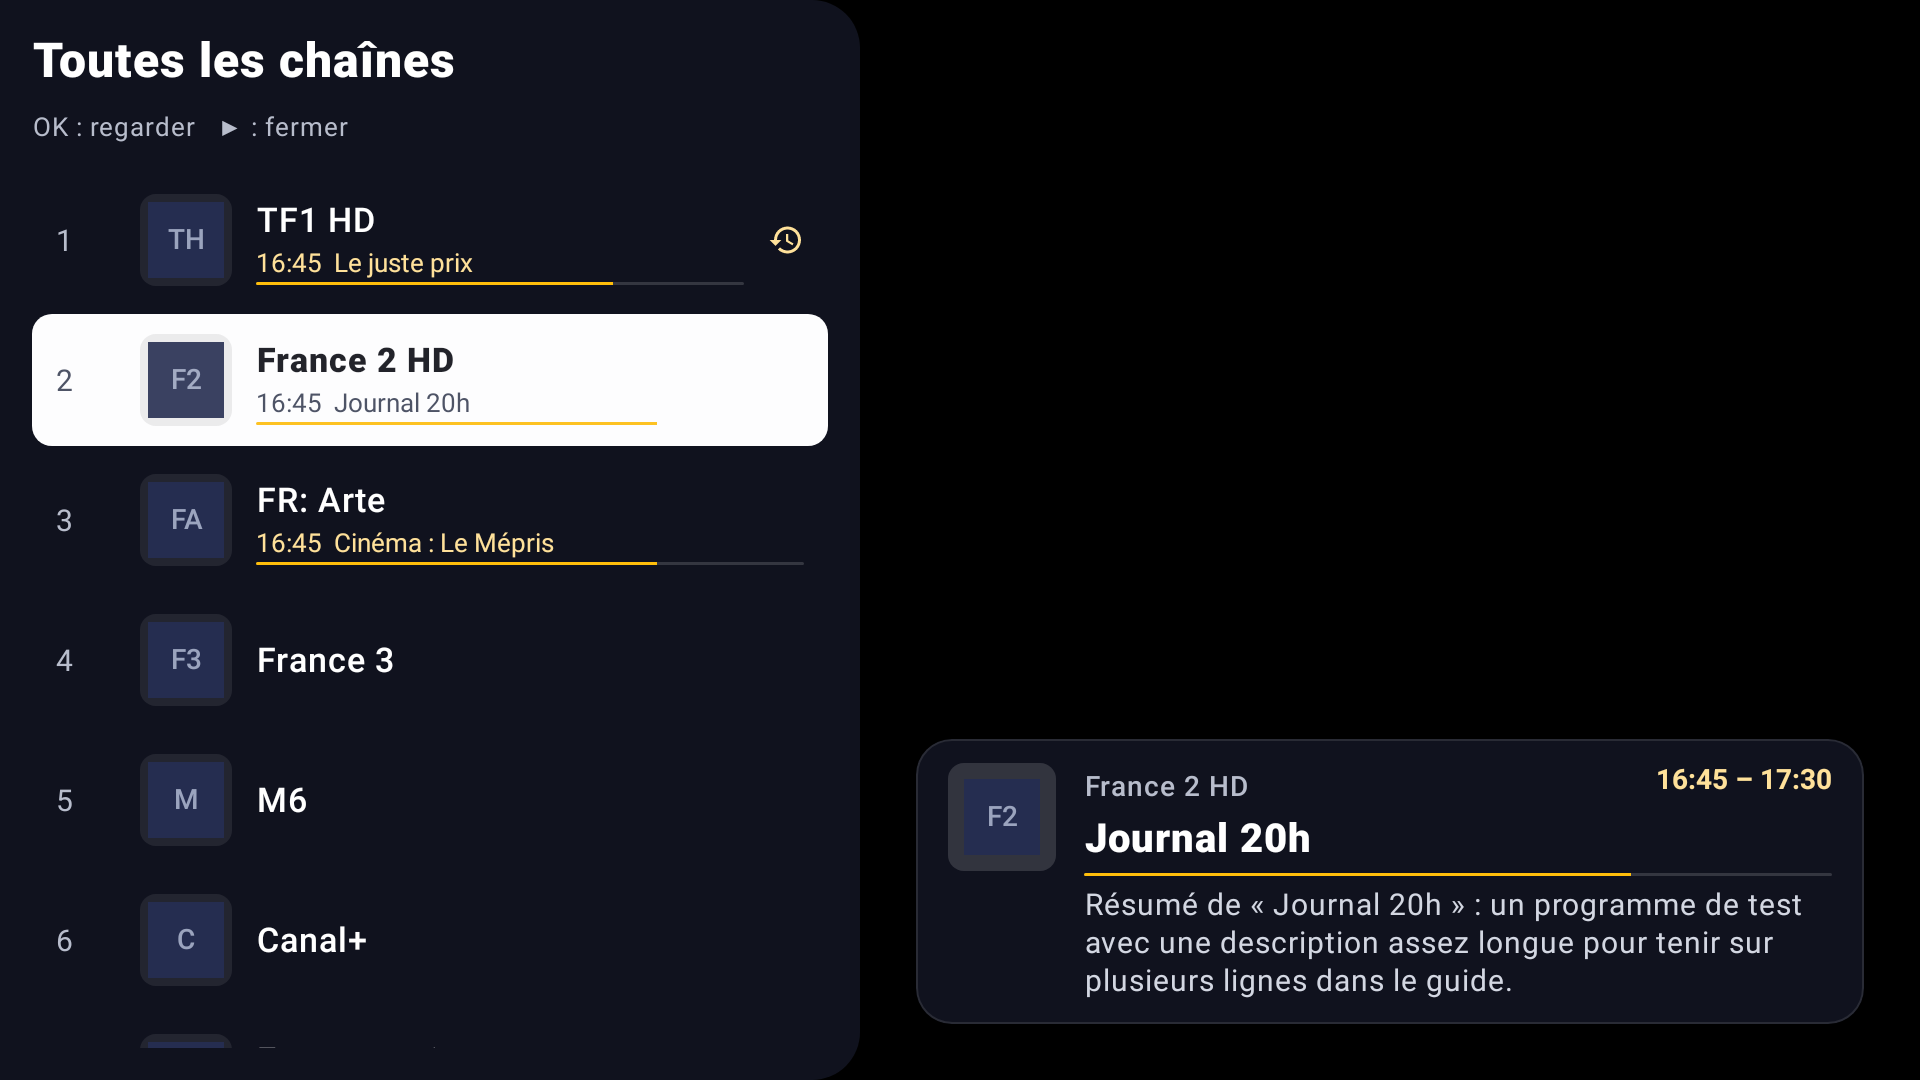 Toutes les chaînes
OK : regarder ► : fermer
1
TH
TF1 HD
16:45 Le juste prix
2
F2
France 2 HD
16:45 Journal 20h
3
FA
FR: Arte
16:45 Cinéma : Le Mépris
4
F3
France 3
5
M
M6
6
C
Canal+
F2
France 2 HD
16:45 – 17:30
Journal 20h
Résumé de « Journal 20h » : un programme de test
avec une description assez longue pour tenir sur
plusieurs lignes dans le guide.